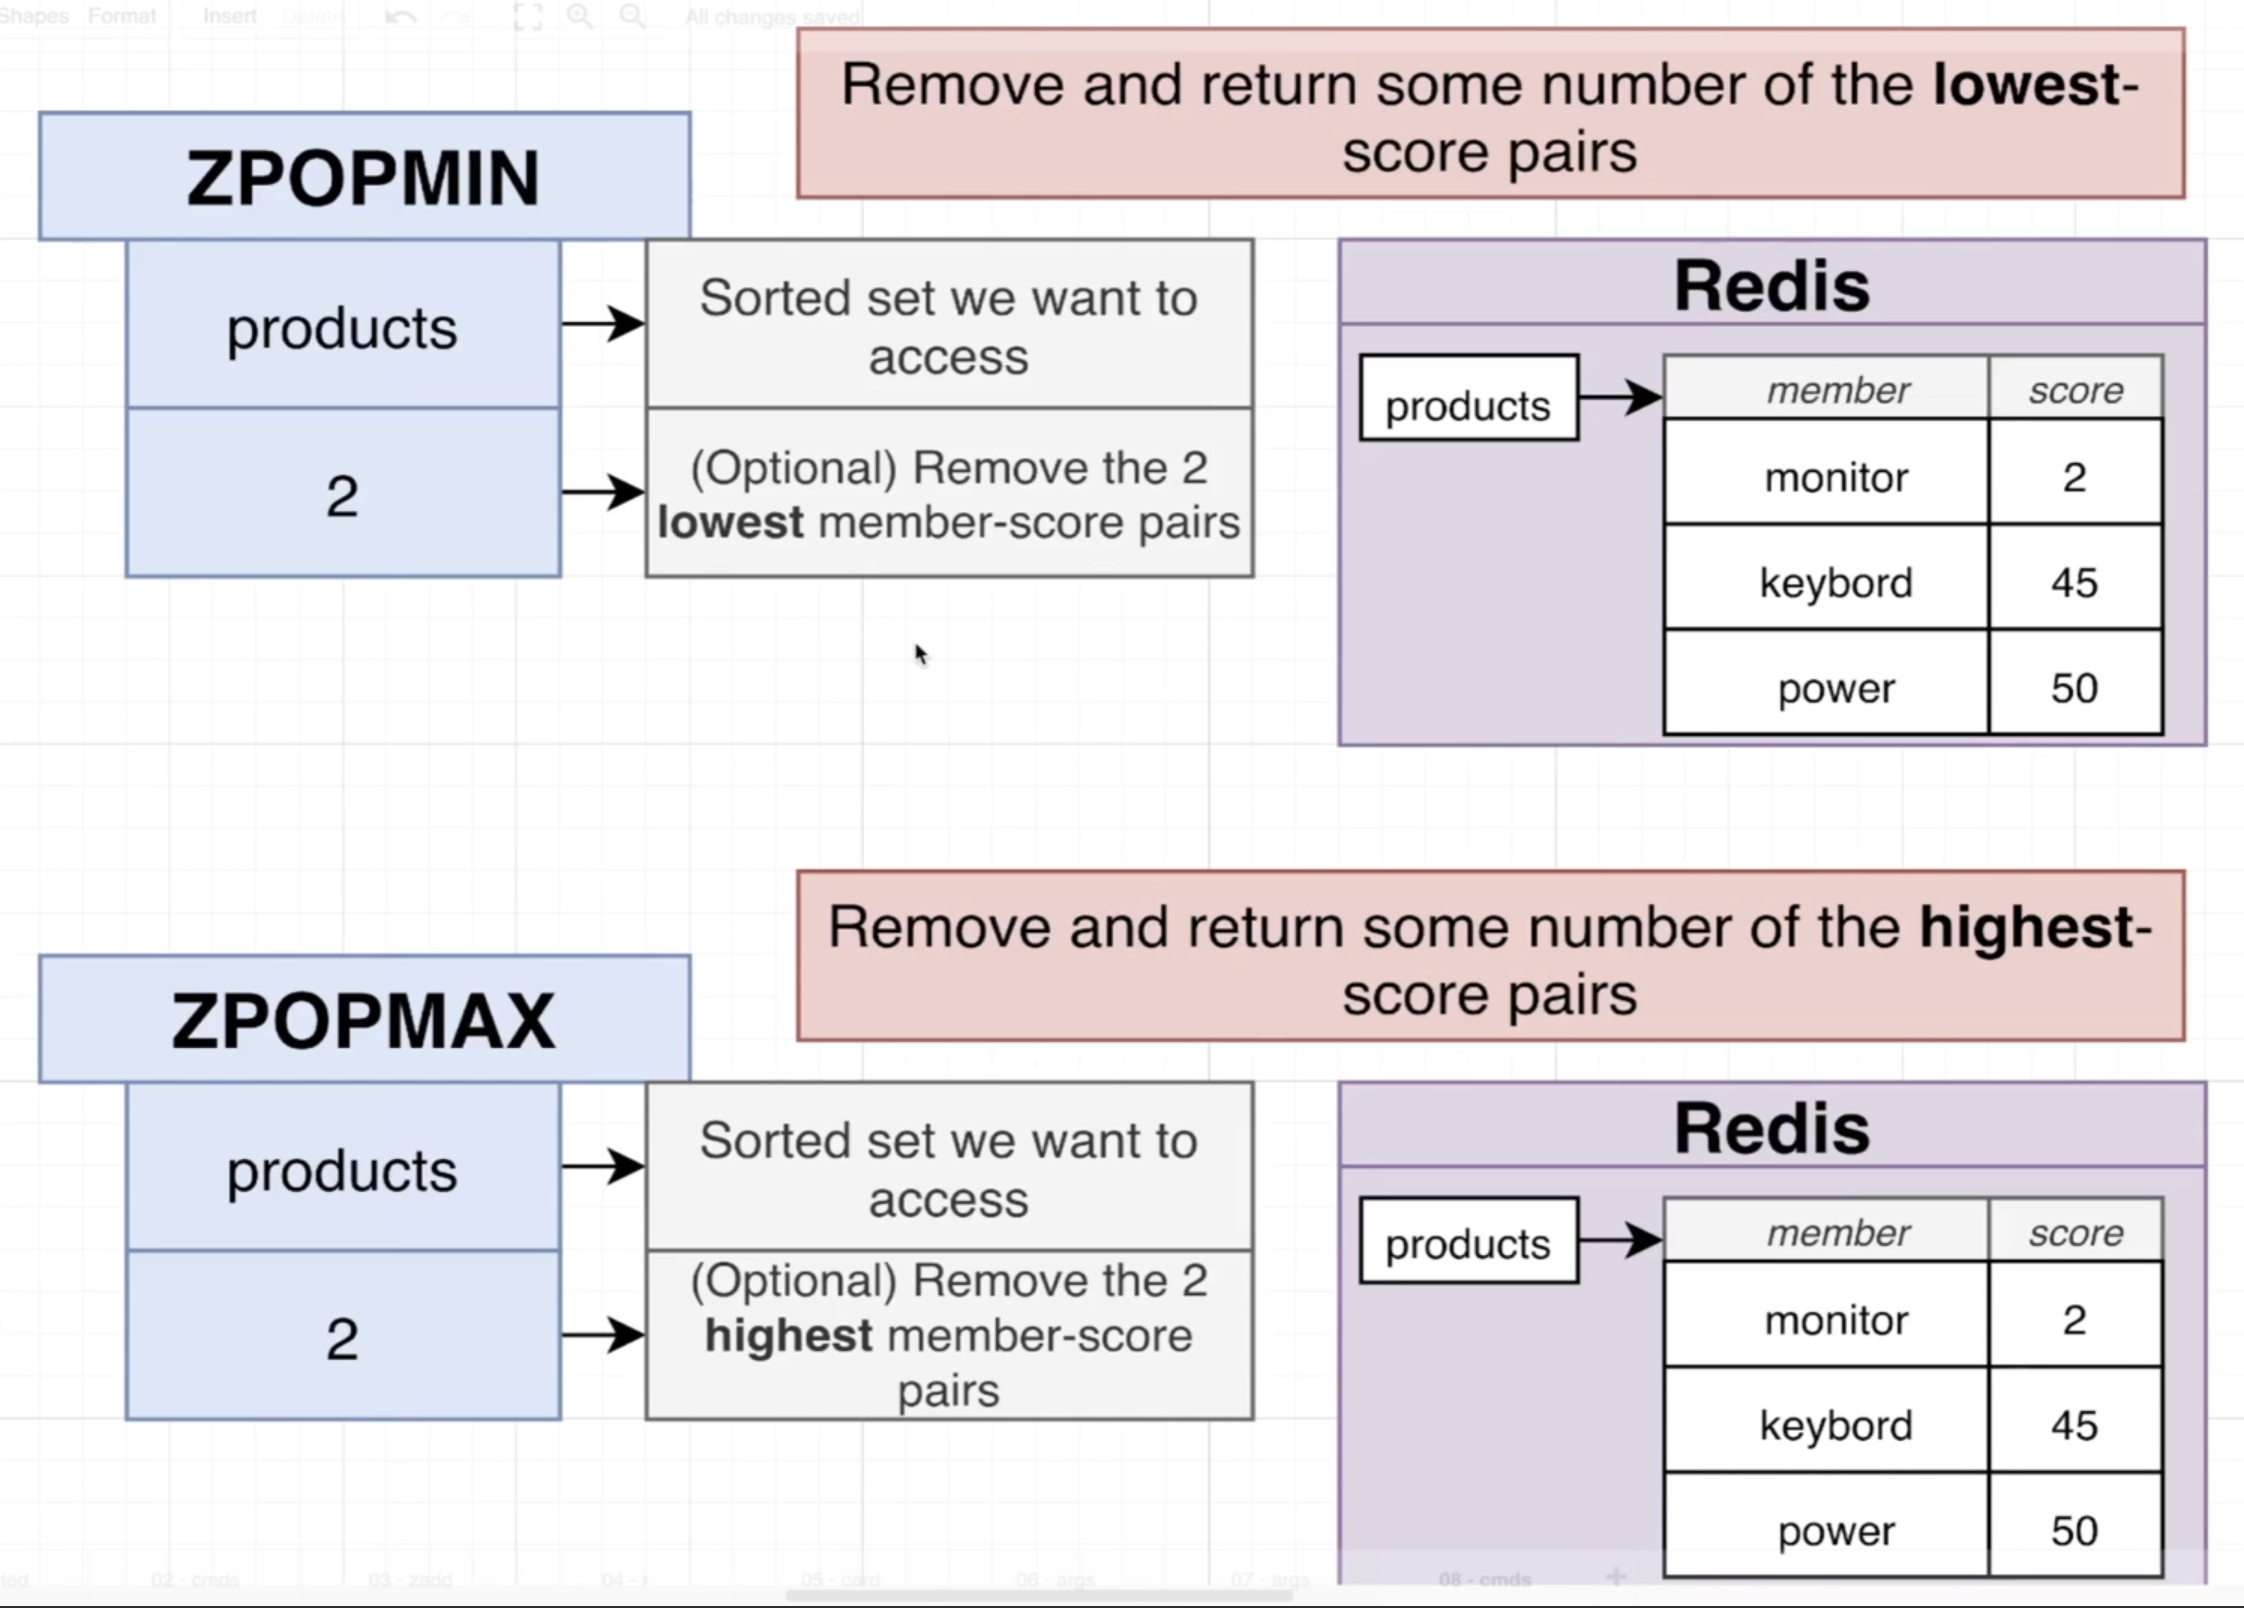 Shapes Format Insert Delete All changes saved
Remove and return some number of the lowest-
score pairs
ZPOPMIN
products
Sorted set we want to
access
2
(Optional) Remove the 2
lowest member-score pairs
Redis
products
member score
monitor 2
keybord 45
power 50
Remove and return some number of the highest-
score pairs
ZPOPMAX
products
Sorted set we want to
access
2
(Optional) Remove the 2
highest member-score
pairs
Redis
products
member score
monitor 2
keybord 45
power 50
02 - cmds 03 - zadd 05 - card 06 - args 07 - args 08 - cmds +